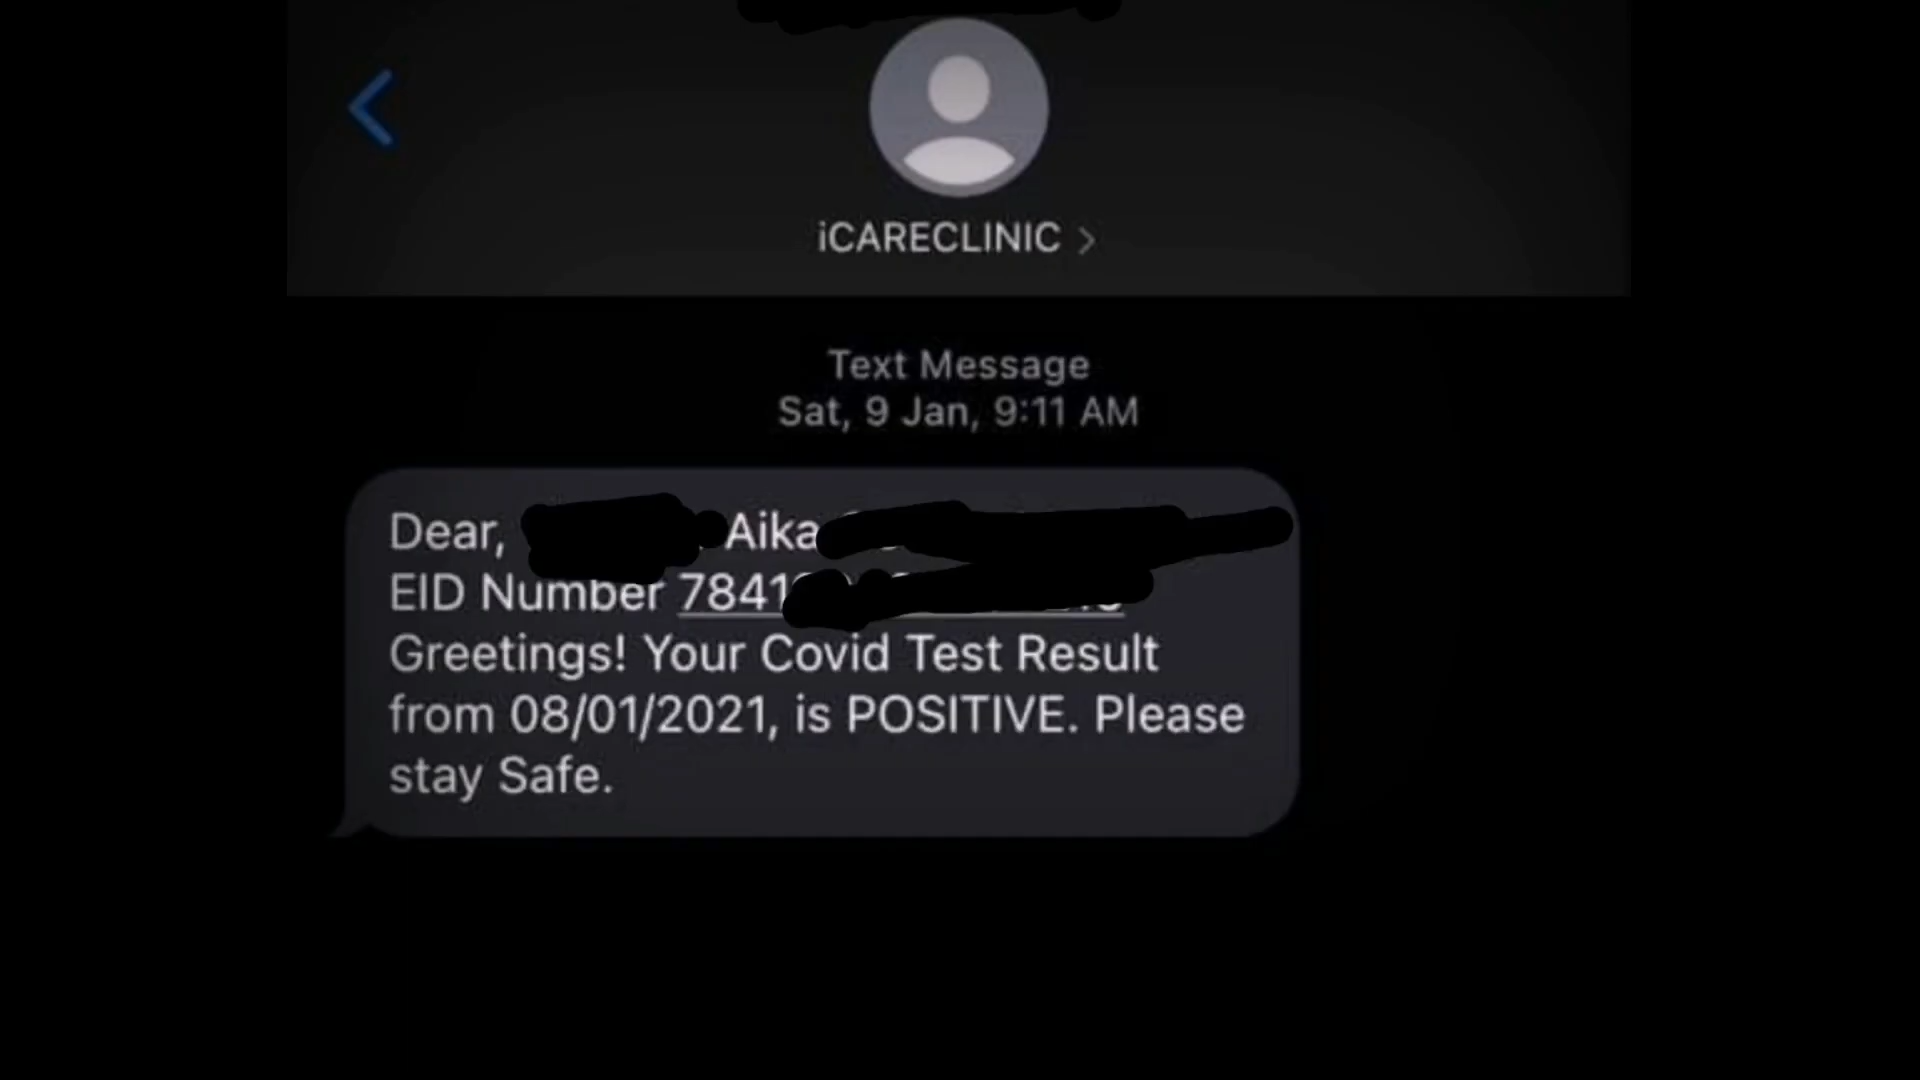 iCARECLINIC
Text Message
Sat, 9 Jan, 9:11 AM
Dear, Aika
EID Number 7841
Greetings! Your Covid Test Result
from 08/01/2021, is POSITIVE. Please
stay Safe.